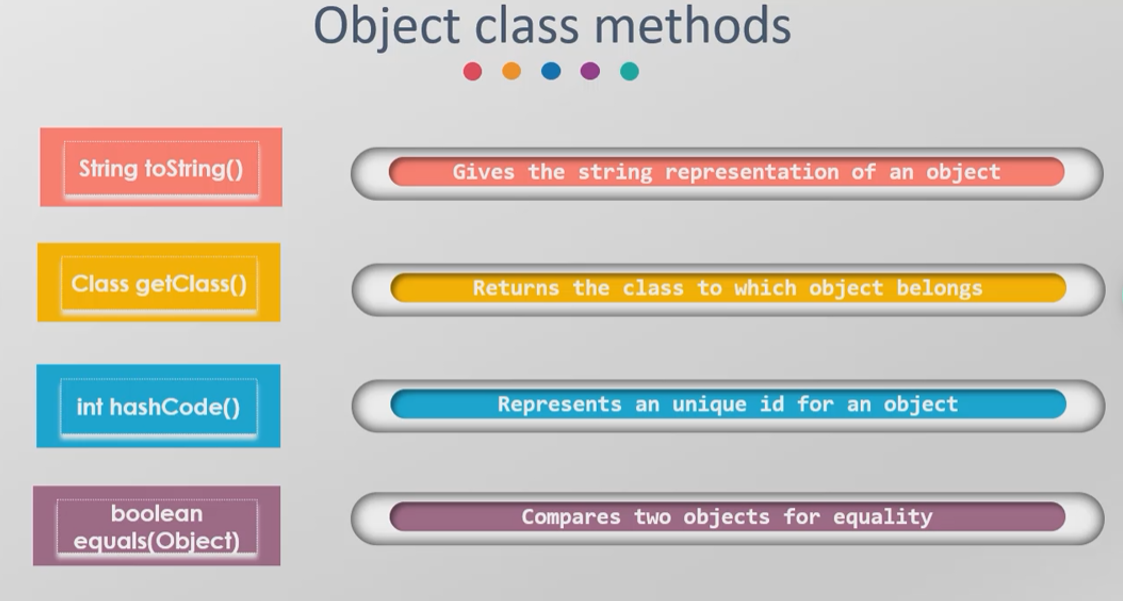 Object class methods
String toString()
Gives the string representation of an object
Class getClass()
Returns the class to which object belongs
int hashCode()
Represents an unique id for an object
boolean
equals(Object)
Compares two objects for equality